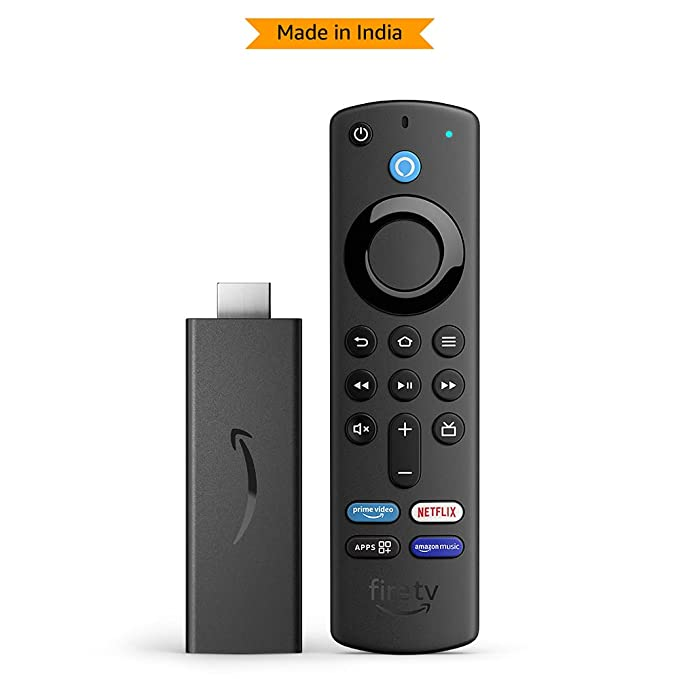 Made in India
prime video
NETFLIX
APPS
amazon music
fire tv